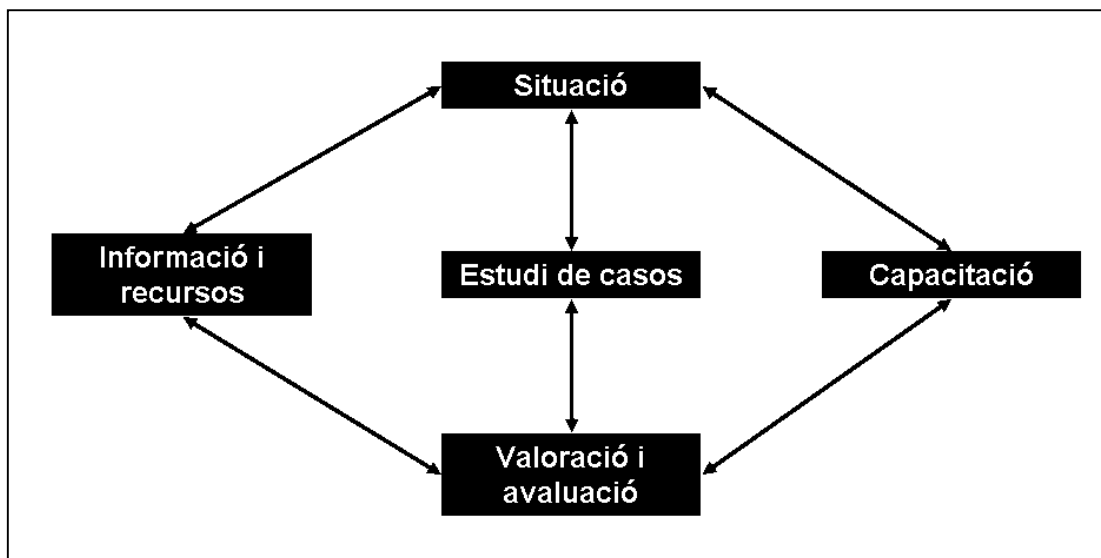 Situació
Informació i
recursos
Estudi de casos
Capacitació
Valoració i
avaluació